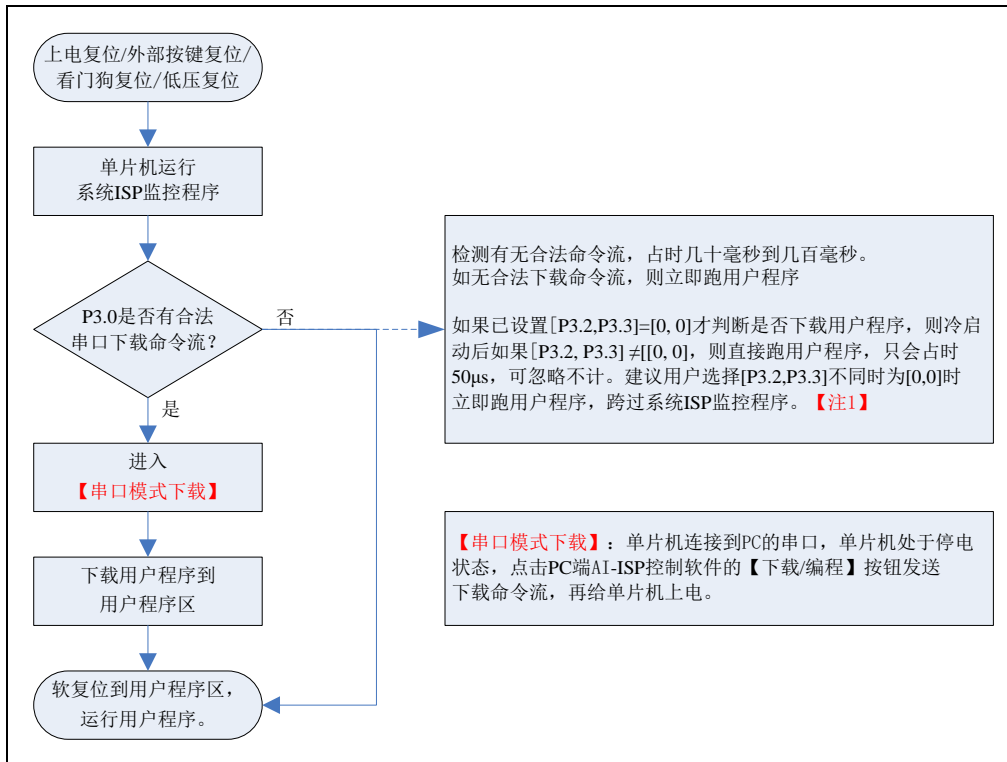 上电复位/外部按键复位/
看门狗复位/低压复位
单片机运行
系统ISP监控程序
P3.0是否有合法
串口下载命令流？
否
是
进入
【串口模式下载】
下载用户程序到
用户程序区
软复位到用户程序区，
运行用户程序。
检测有无合法命令流，占时几十毫秒到几百毫秒。
如无合法下载命令流，则立即跑用户程序
如果已设置[P3.2,P3.3]=[0, 0]才判断是否下载用户程序，则冷启
动后如果[P3.2, P3.3] ≠[[0, 0]，则直接跑用户程序，只会占时
50μs，可忽略不计。建议用户选择[P3.2,P3.3]不同时为[0,0]时
立即跑用户程序，跨过系统ISP监控程序。【注1】
【串口模式下载】：单片机连接到PC的串口，单片机处于停电
状态，点击PC端AI-ISP控制软件的【下载/编程】按钮发送
下载命令流，再给单片机上电。